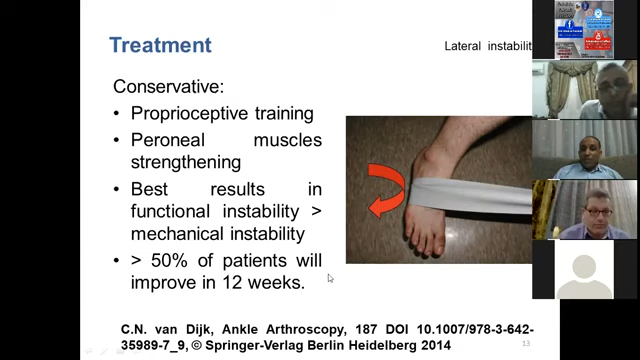 Treatment
Lateral instabilit
Conservative:
• Proprioceptive training
• Peroneal muscles
strengthening
• Best results in
functional instability >
mechanical instability
• > 50% of patients will
improve in 12 weeks.
C.N. van Dijk, Ankle Arthroscopy, 187 DOI 10.1007/978-3-642-
35989-7_9, © Springer-Verlag Berlin Heidelberg 2014
13